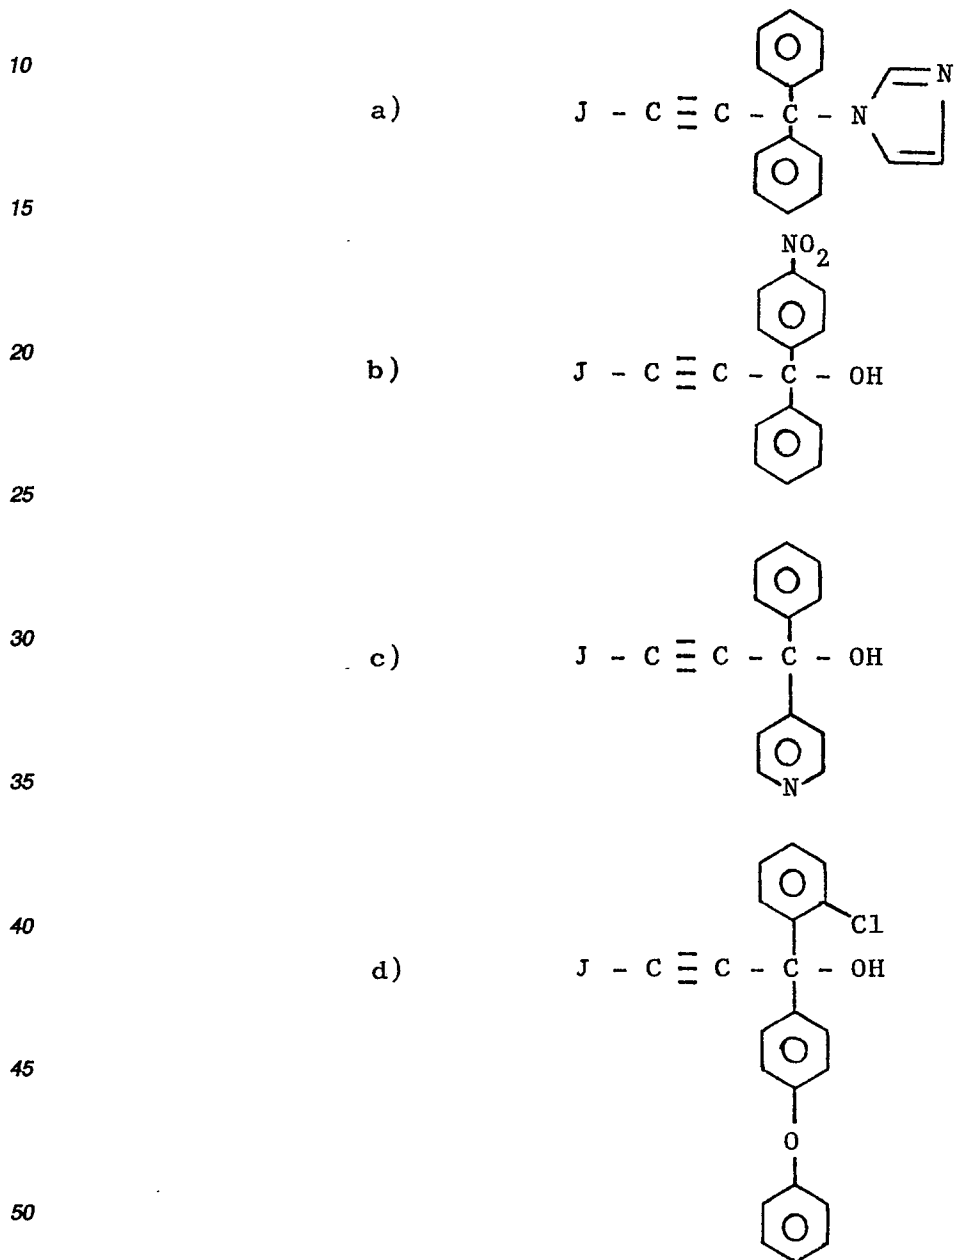 10
a) J - C ≡ C - C - N N
15
NO2
20
b) J - C ≡ C - C - OH
25
30
c) J - C ≡ C - C - OH
N
35
40
Cl
d) J - C ≡ C - C - OH
45
O
50